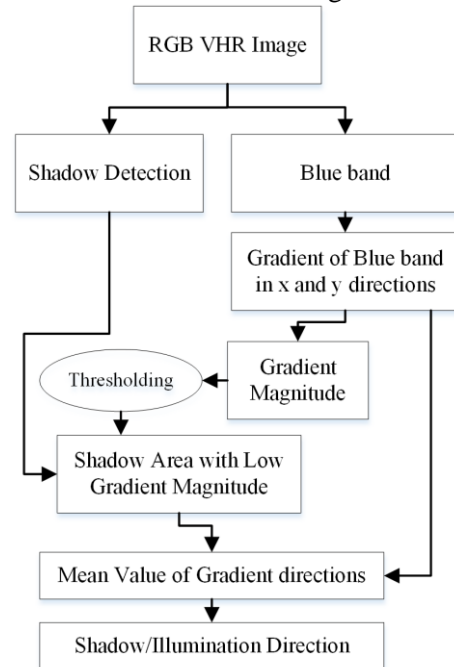 RGB VHR Image
Shadow Detection
Blue band
Gradient of Blue band
in x and y directions
Thresholding
Gradient
Magnitude
Shadow Area with Low
Gradient Magnitude
Mean Value of Gradient directions
Shadow/Illumination Direction